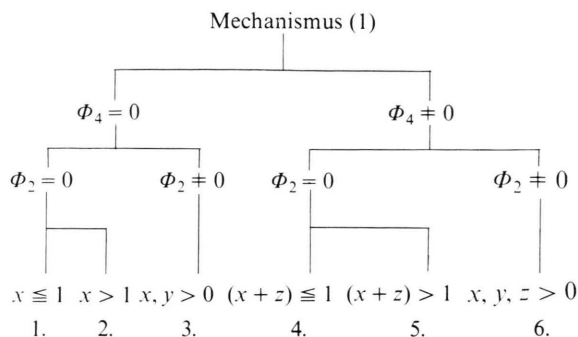 Mechanismus (1)
Φ₄ = 0 Φ₄ ≠ 0
Φ₂ = 0 Φ₂ ≠ 0 Φ₂ = 0 Φ₂ ≠ 0
x ≦ 1 x > 1 x, y > 0 (x + z) ≦ 1 (x + z) > 1 x, y, z > 0
1. 2. 3. 4. 5. 6.